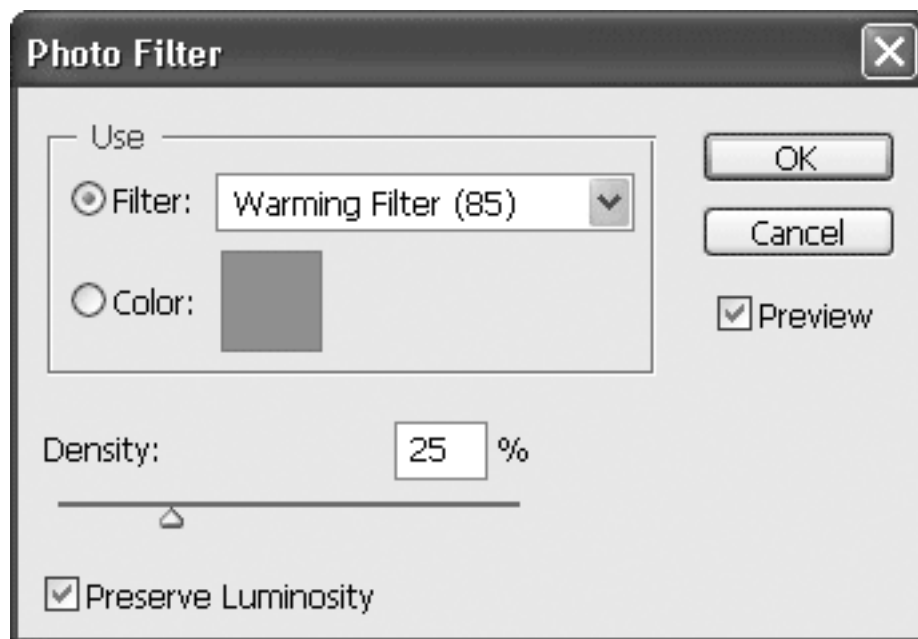 Photo Filter
Use
Filter: Warming Filter (85)
Color:
OK
Cancel
Preview
Density: 25 %
Preserve Luminosity